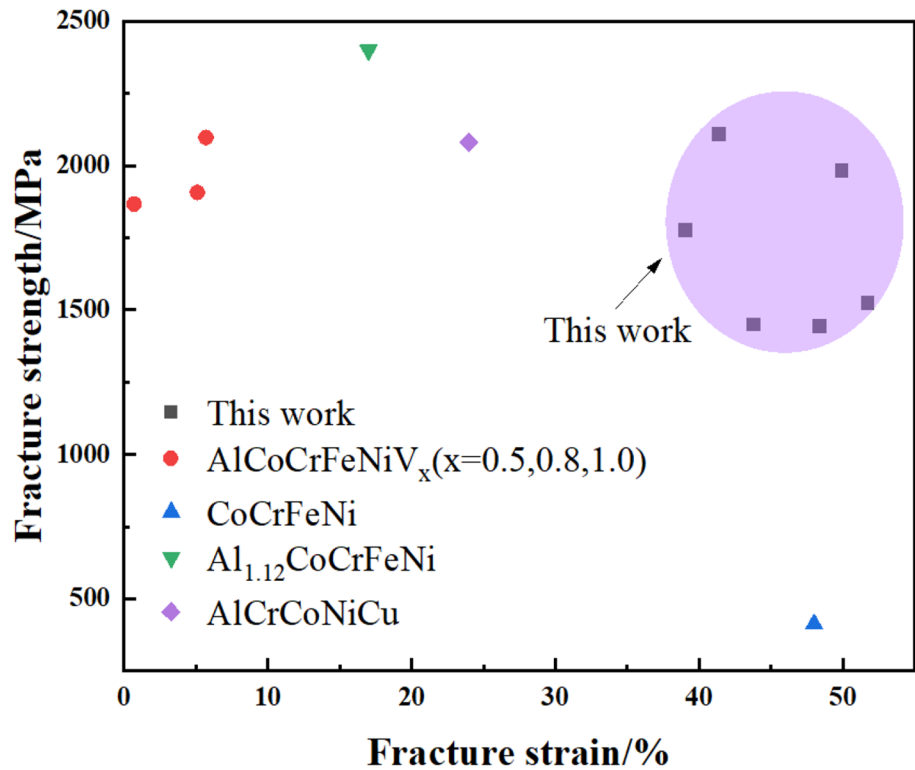 2500
2000
1500
1000
500
Fracture strength/MPa
This work
This work
AlCoCrFeNiVₓ(x=0.5,0.8,1.0)
CoCrFeNi
Al₁.₁₂CoCrFeNi
AlCrCoNiCu
0 10 20 30 40 50
Fracture strain/%